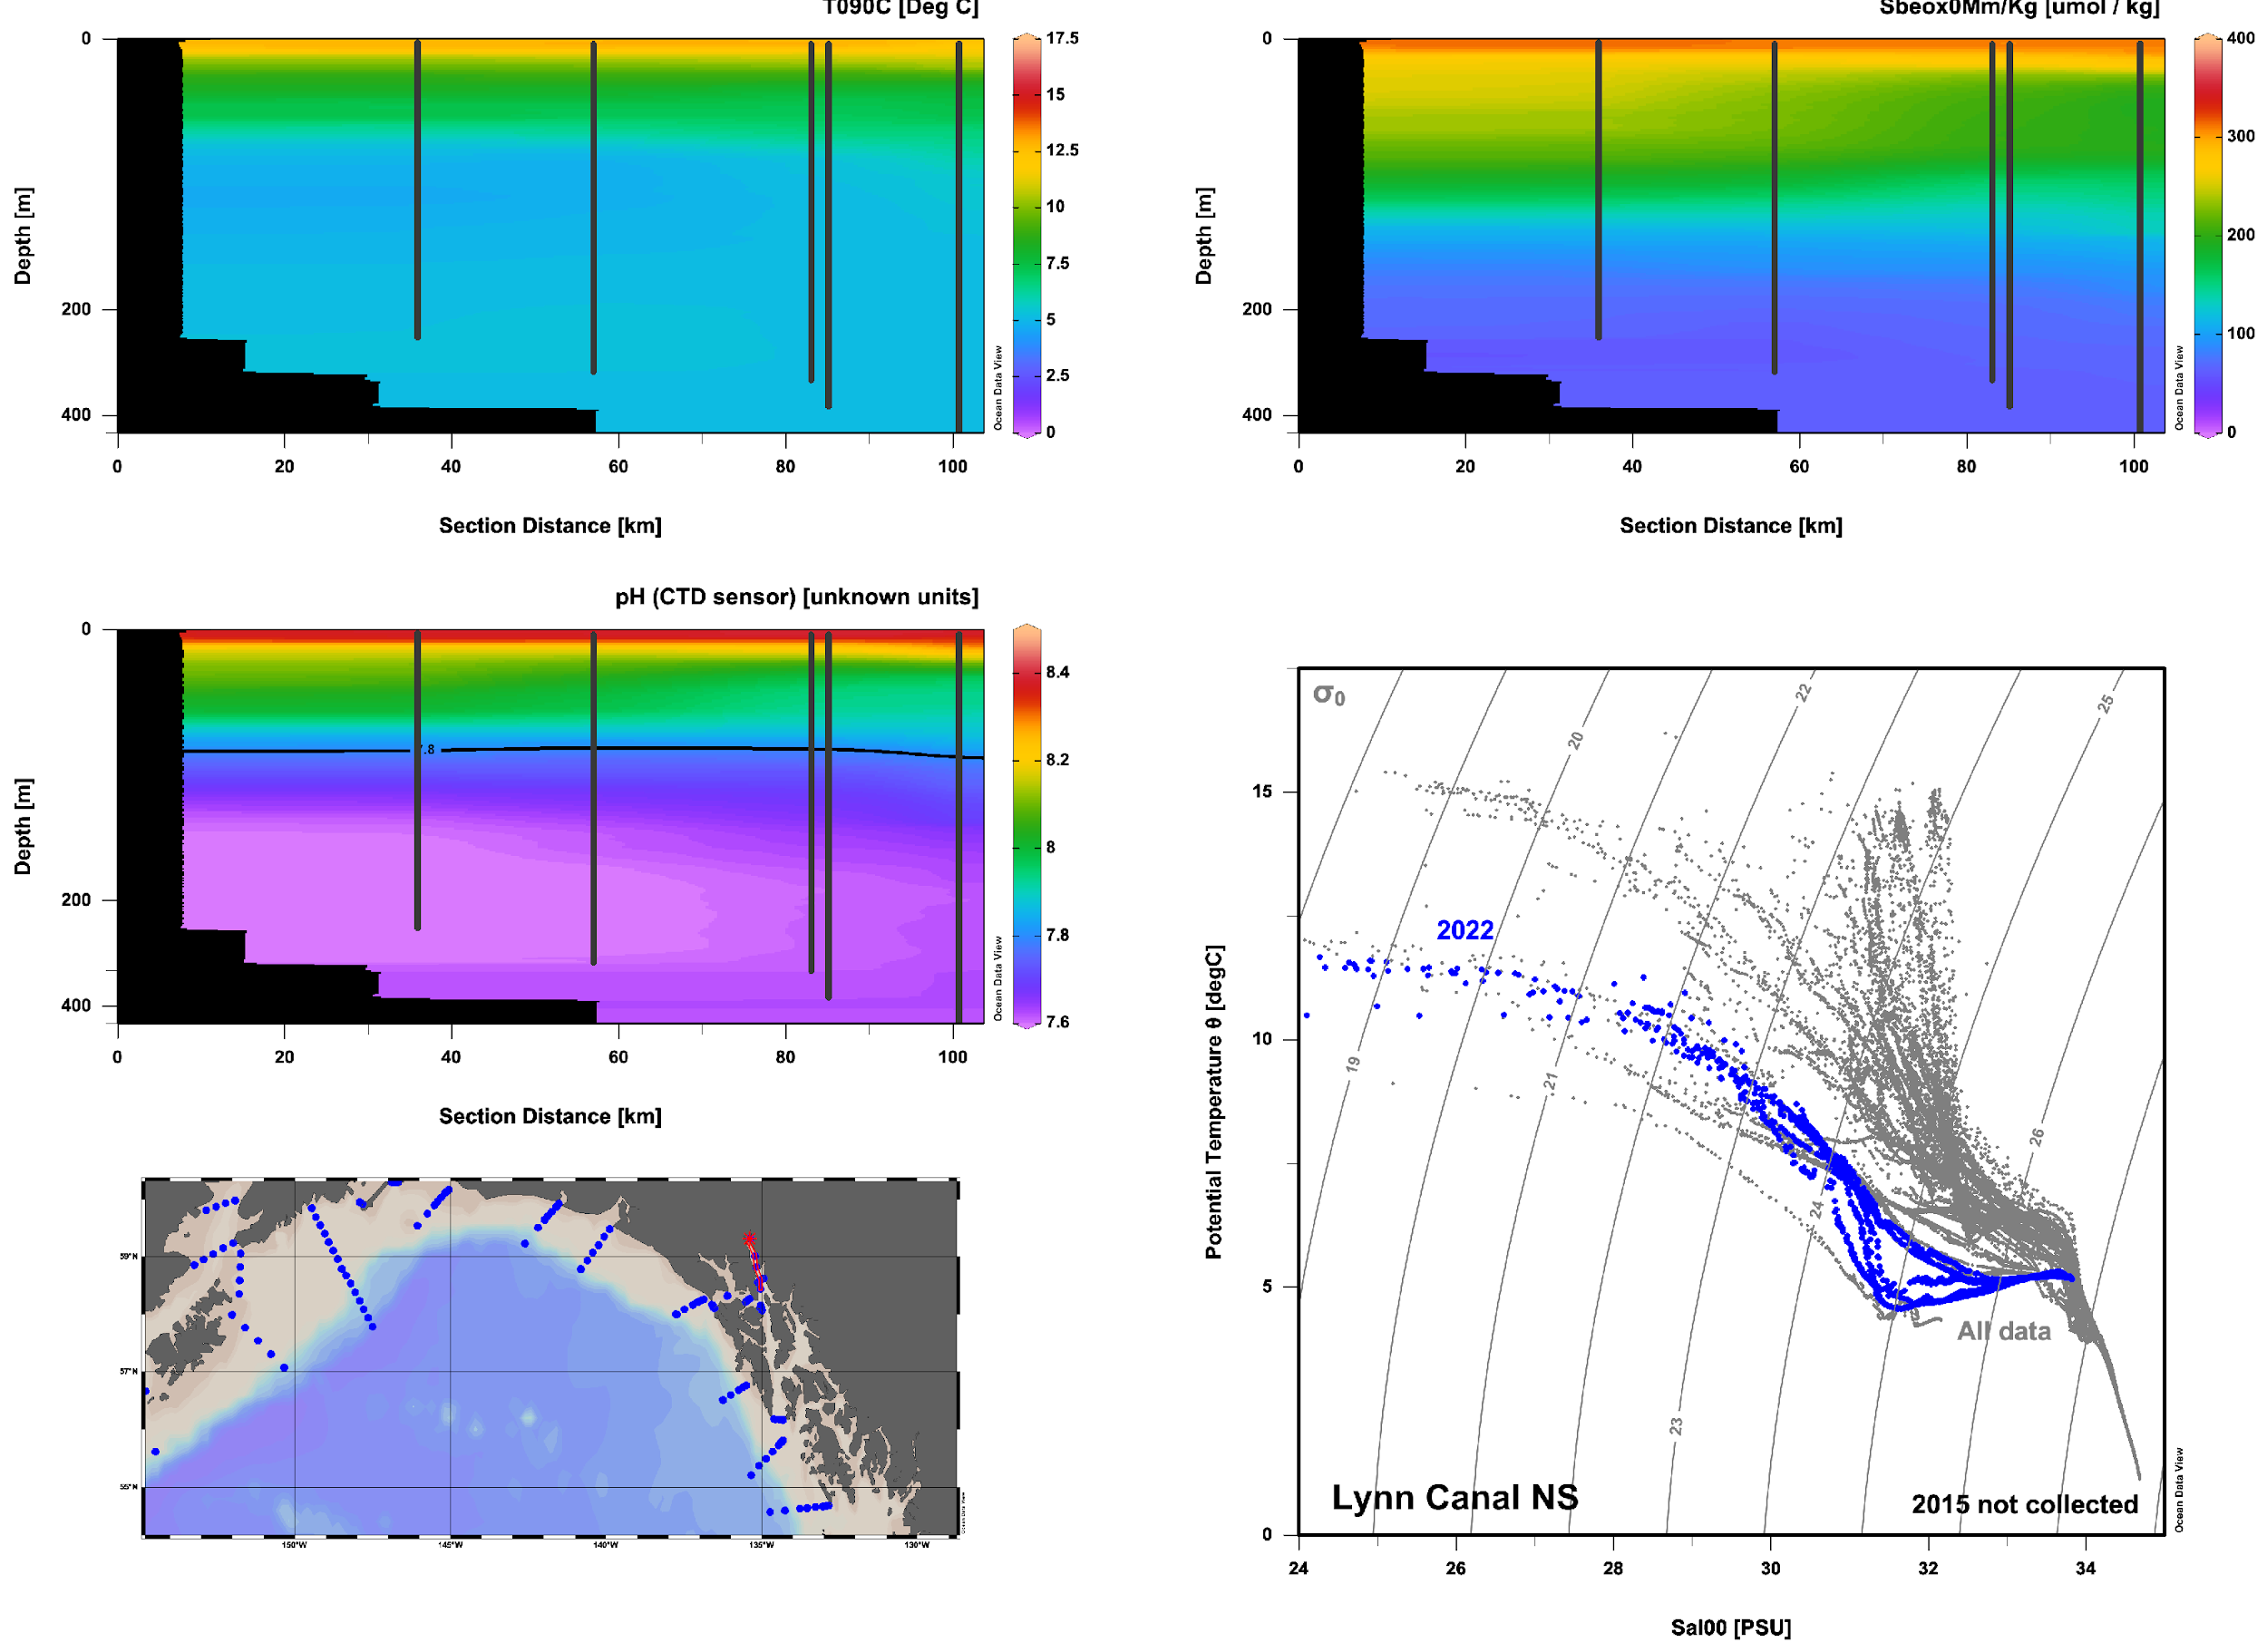 T090C [Deg C]
0
200
400
Depth [m]
0 20 40 60 80 100
Section Distance [km]
17.5
15
12.5
10
7.5
5
2.5
0
Ocean Data View
Sbeox0Mm/Kg [umol / kg]
0
200
400
Depth [m]
0 20 40 60 80 100
Section Distance [km]
400
300
200
100
0
Ocean Data View
pH (CTD sensor) [unknown units]
0
200
400
Depth [m]
.8
0 20 40 60 80 100
Section Distance [km]
8.4
8.2
8
7.8
7.6
Ocean Data View
59°N
57°N
55°N
150°W 145°W 140°W 135°W 130°W
Ocean Data View
σ0
20
22
25
15
2022
10
19
21
26
24
5
All data
23
Lynn Canal NS
2015 not collected
0
24 26 28 30 32 34
Potential Temperature θ [degC]
Sal00 [PSU]
Ocean Data View